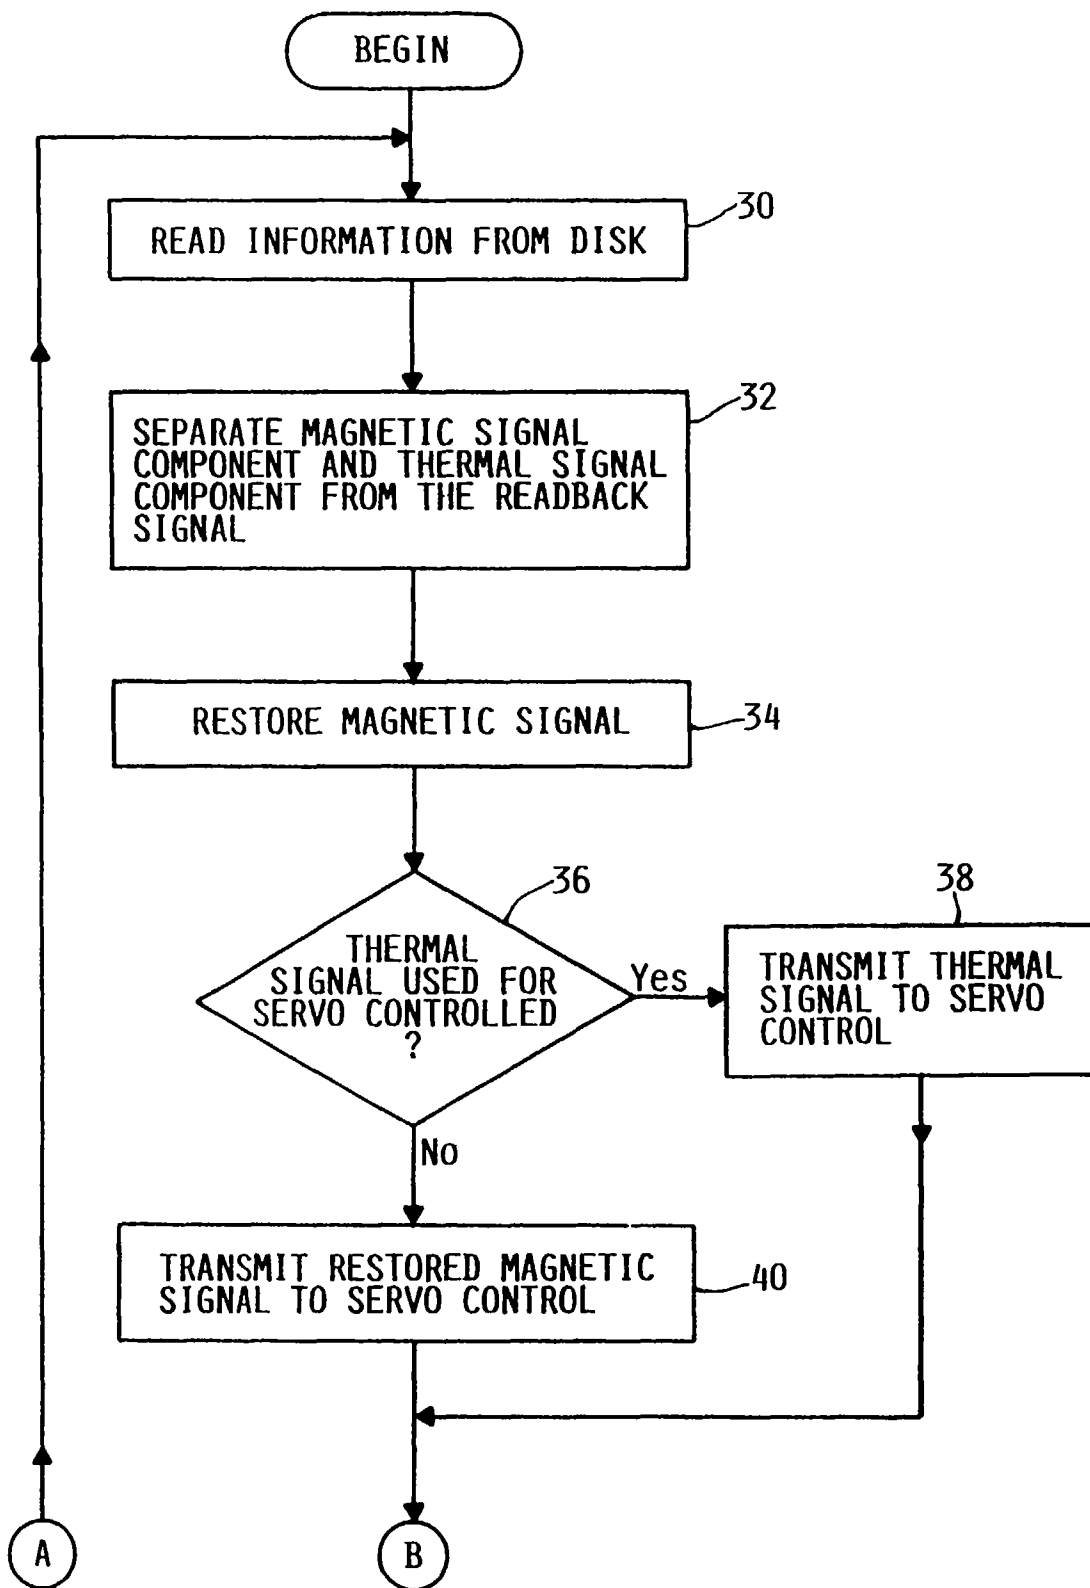 BEGIN
30
READ INFORMATION FROM DISK
32
SEPARATE MAGNETIC SIGNAL
COMPONENT AND THERMAL SIGNAL
COMPONENT FROM THE READBACK
SIGNAL
RESTORE MAGNETIC SIGNAL
34
36
THERMAL
SIGNAL USED FOR
SERVO CONTROLLED
?
Yes
38
TRANSMIT THERMAL
SIGNAL TO SERVO
CONTROL
No
TRANSMIT RESTORED MAGNETIC
SIGNAL TO SERVO CONTROL
40
A
B